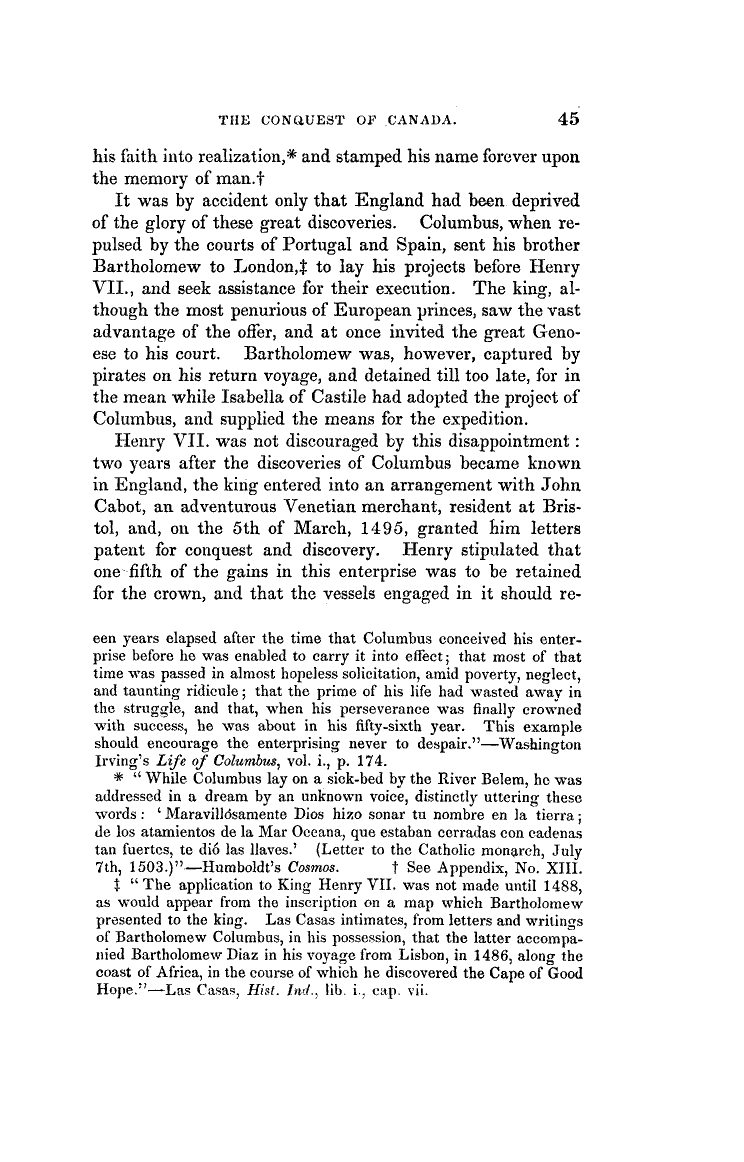 THE CONQUEST OF CANADA. 45
his faith into realization,* and stamped his name forever upon
the memory of man.†
It was by accident only that England had been deprived
of the glory of these great discoveries. Columbus, when re-
pulsed by the courts of Portugal and Spain, sent his brother
Bartholomew to London,‡ to lay his projects before Henry
VII., and seek assistance for their execution. The king, al-
though the most penurious of European princes, saw the vast
advantage of the offer, and at once invited the great Geno-
ese to his court. Bartholomew was, however, captured by
pirates on his return voyage, and detained till too late, for in
the mean while Isabella of Castile had adopted the project of
Columbus, and supplied the means for the expedition.
Henry VII. was not discouraged by this disappointment :
two years after the discoveries of Columbus became known
in England, the king entered into an arrangement with John
Cabot, an adventurous Venetian merchant, resident at Bris-
tol, and, on the 5th of March, 1495, granted him letters
patent for conquest and discovery. Henry stipulated that
one fifth of the gains in this enterprise was to be retained
for the crown, and that the vessels engaged in it should re-
een years elapsed after the time that Columbus conceived his enter-
prise before he was enabled to carry it into effect; that most of that
time was passed in almost hopeless solicitation, amid poverty, neglect,
and taunting ridicule; that the prime of his life had wasted away in
the struggle, and that, when his perseverance was finally crowned
with success, he was about in his fifty-sixth year. This example
should encourage the enterprising never to despair."—Washington
Irving's Life of Columbus, vol. i., p. 174.
* "While Columbus lay on a sick-bed by the River Belem, he was
addressed in a dream by an unknown voice, distinctly uttering these
words : 'Maravillósamente Dios hizo sonar tu nombre en la tierra;
de los atamientos de la Mar Oceana, que estaban cerradas con cadenas
tan fuertes, te dió las llaves.' (Letter to the Catholic monarch, July
7th, 1503.)"—Humboldt's Cosmos. † See Appendix, No. XIII.
‡ "The application to King Henry VII. was not made until 1488,
as would appear from the inscription on a map which Bartholomew
presented to the king. Las Casas intimates, from letters and writings
of Bartholomew Columbus, in his possession, that the latter accompa-
nied Bartholomew Diaz in his voyage from Lisbon, in 1486, along the
coast of Africa, in the course of which he discovered the Cape of Good
Hope."—Las Casas, Hist. Ind., lib. i., cap. vii.